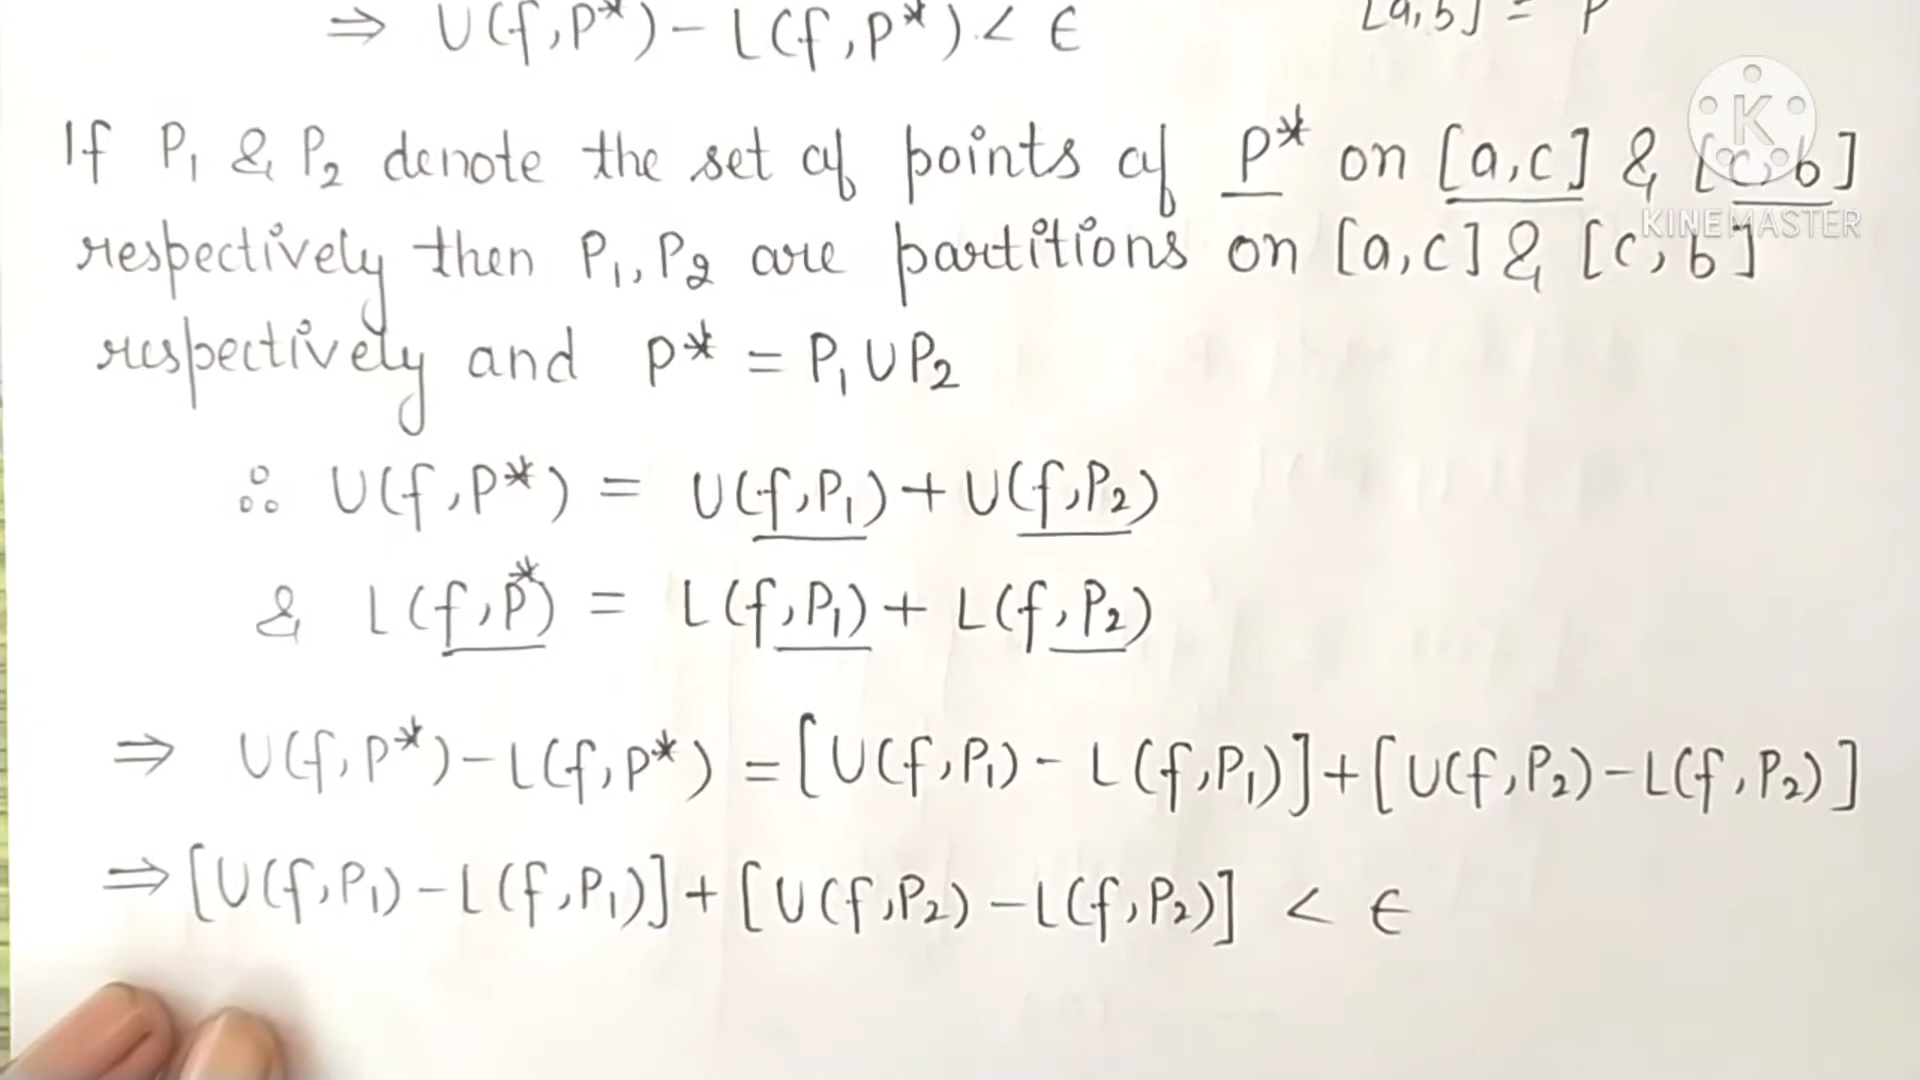 ⇒ U(f,P*) - L(f,P*) < ϵ
[a,b] = P
If P₁ & P₂ denote the set of points of P* on [a,c] & [c,b]
KINEMASTER
respectively then P₁, P₂ are partitions on [a,c] & [c,b]
respectively and P* = P₁ ∪ P₂
∴ U(f,P*) = U(f,P₁) + U(f,P₂)
& L(f,P*) = L(f,P₁) + L(f,P₂)
⇒ U(f,P*) - L(f,P*) = [U(f,P₁) - L(f,P₁)] + [U(f,P₂) - L(f,P₂)]
⇒ [U(f,P₁) - L(f,P₁)] + [U(f,P₂) - L(f,P₂)] < ϵ